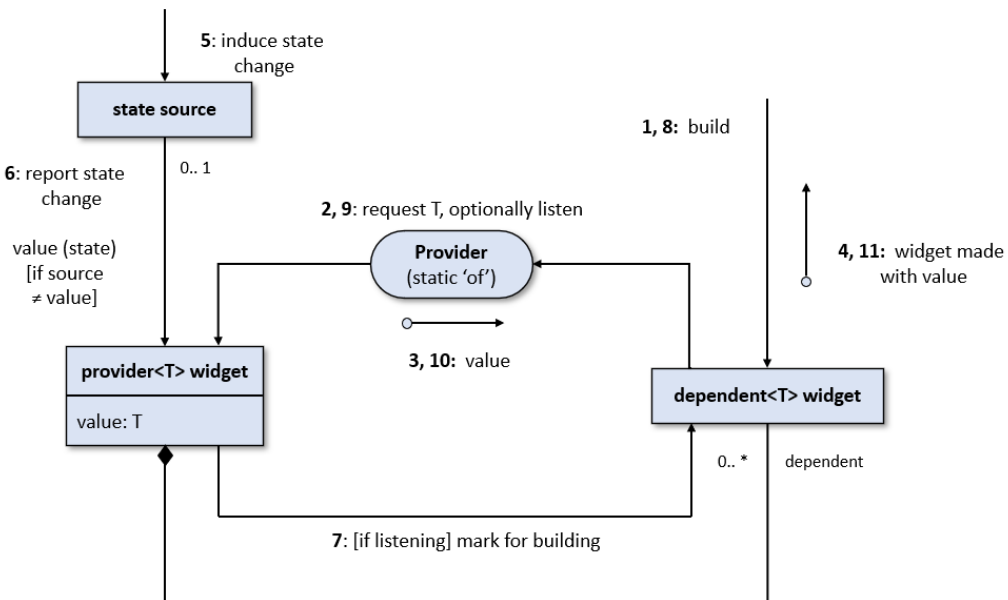 5: induce state
change
state source
1, 8: build
6: report state
change
0.. 1
2, 9: request T, optionally listen
value (state)
[if source
≠ value]
Provider
(static ‘of’)
4, 11: widget made
with value
3, 10: value
provider<T> widget
value: T
dependent<T> widget
0.. *
dependent
7: [if listening] mark for building